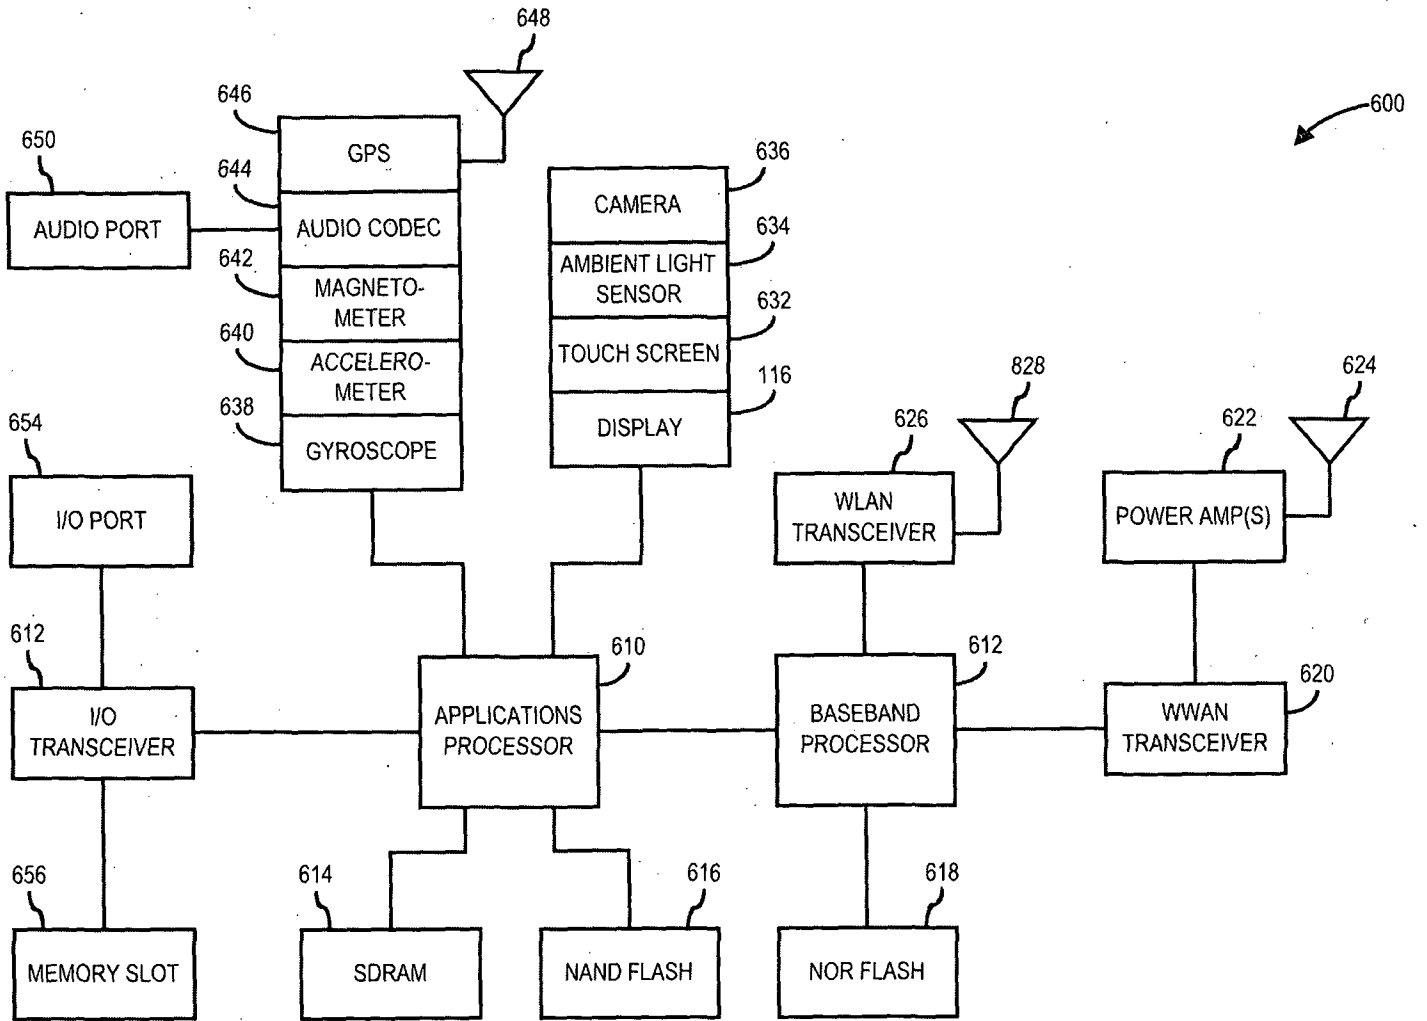 648
600
646
GPS
650
AUDIO PORT
644
AUDIO CODEC
636
CAMERA
634
AMBIENT LIGHT
SENSOR
642
MAGNETO-
METER
632
TOUCH SCREEN
640
ACCELERO-
METER
116
DISPLAY
638
GYROSCOPE
654
I/O PORT
828
626
WLAN
TRANSCEIVER
624
622
POWER AMP(S)
612
I/O
TRANSCEIVER
610
APPLICATIONS
PROCESSOR
612
BASEBAND
PROCESSOR
620
WWAN
TRANSCEIVER
656
MEMORY SLOT
614
SDRAM
616
NAND FLASH
618
NOR FLASH